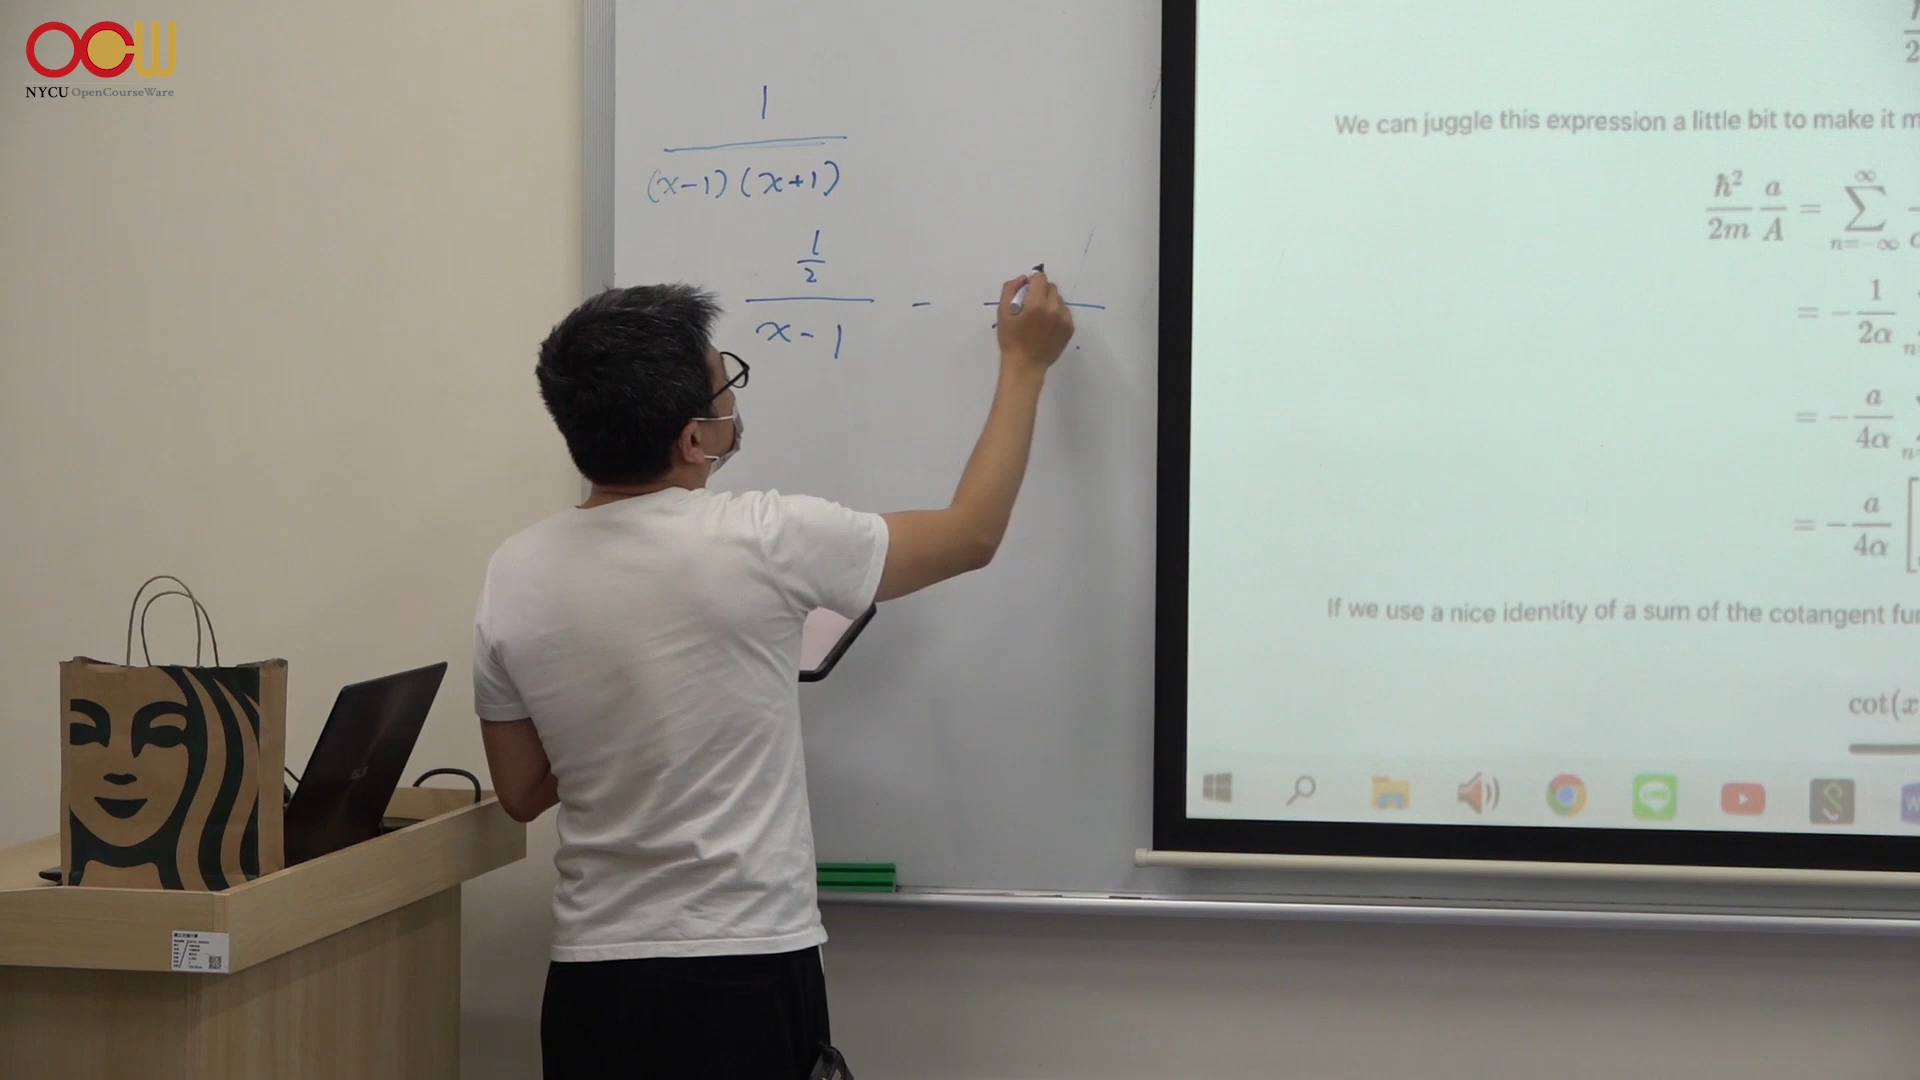 OCW
NYCU OpenCourseWare
1
(x-1)(x+1)
1/2
x-1
-
We can juggle this expression a little bit to make it m
ħ² a = ∞ Σ
2m A n=-∞
= - 1/2α
= - a/4α
= - a/4α [
If we use a nice identity of a sum of the cotangent fu
cot(x
LINE